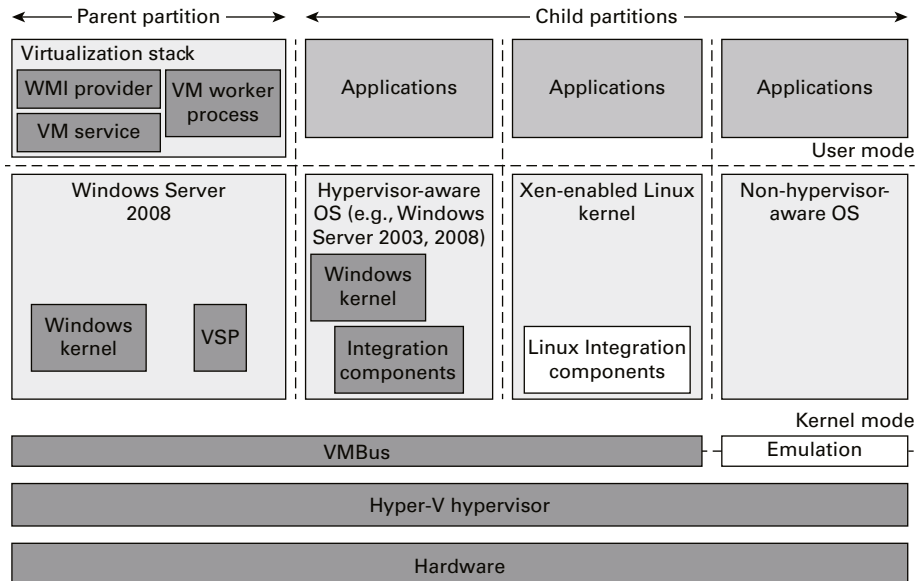 Parent partition
Child partitions
Virtualization stack
WMI provider
VM service
VM worker
process
Applications
Applications
Applications
User mode
Windows Server
2008
Windows
kernel
VSP
Hypervisor-aware
OS (e.g., Windows
Server 2003, 2008)
Windows
kernel
Integration
components
Xen-enabled Linux
kernel
Linux Integration
components
Non-hypervisor-
aware OS
Kernel mode
VMBus
Emulation
Hyper-V hypervisor
Hardware